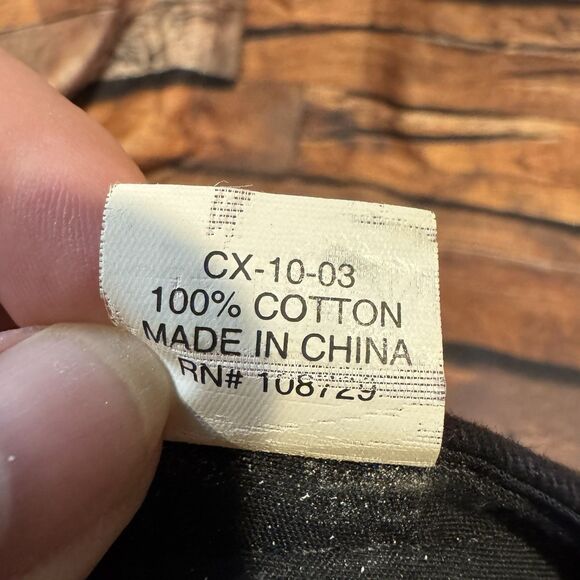 CX-10-03
100% COTTON
MADE IN CHINA
RN# 108729